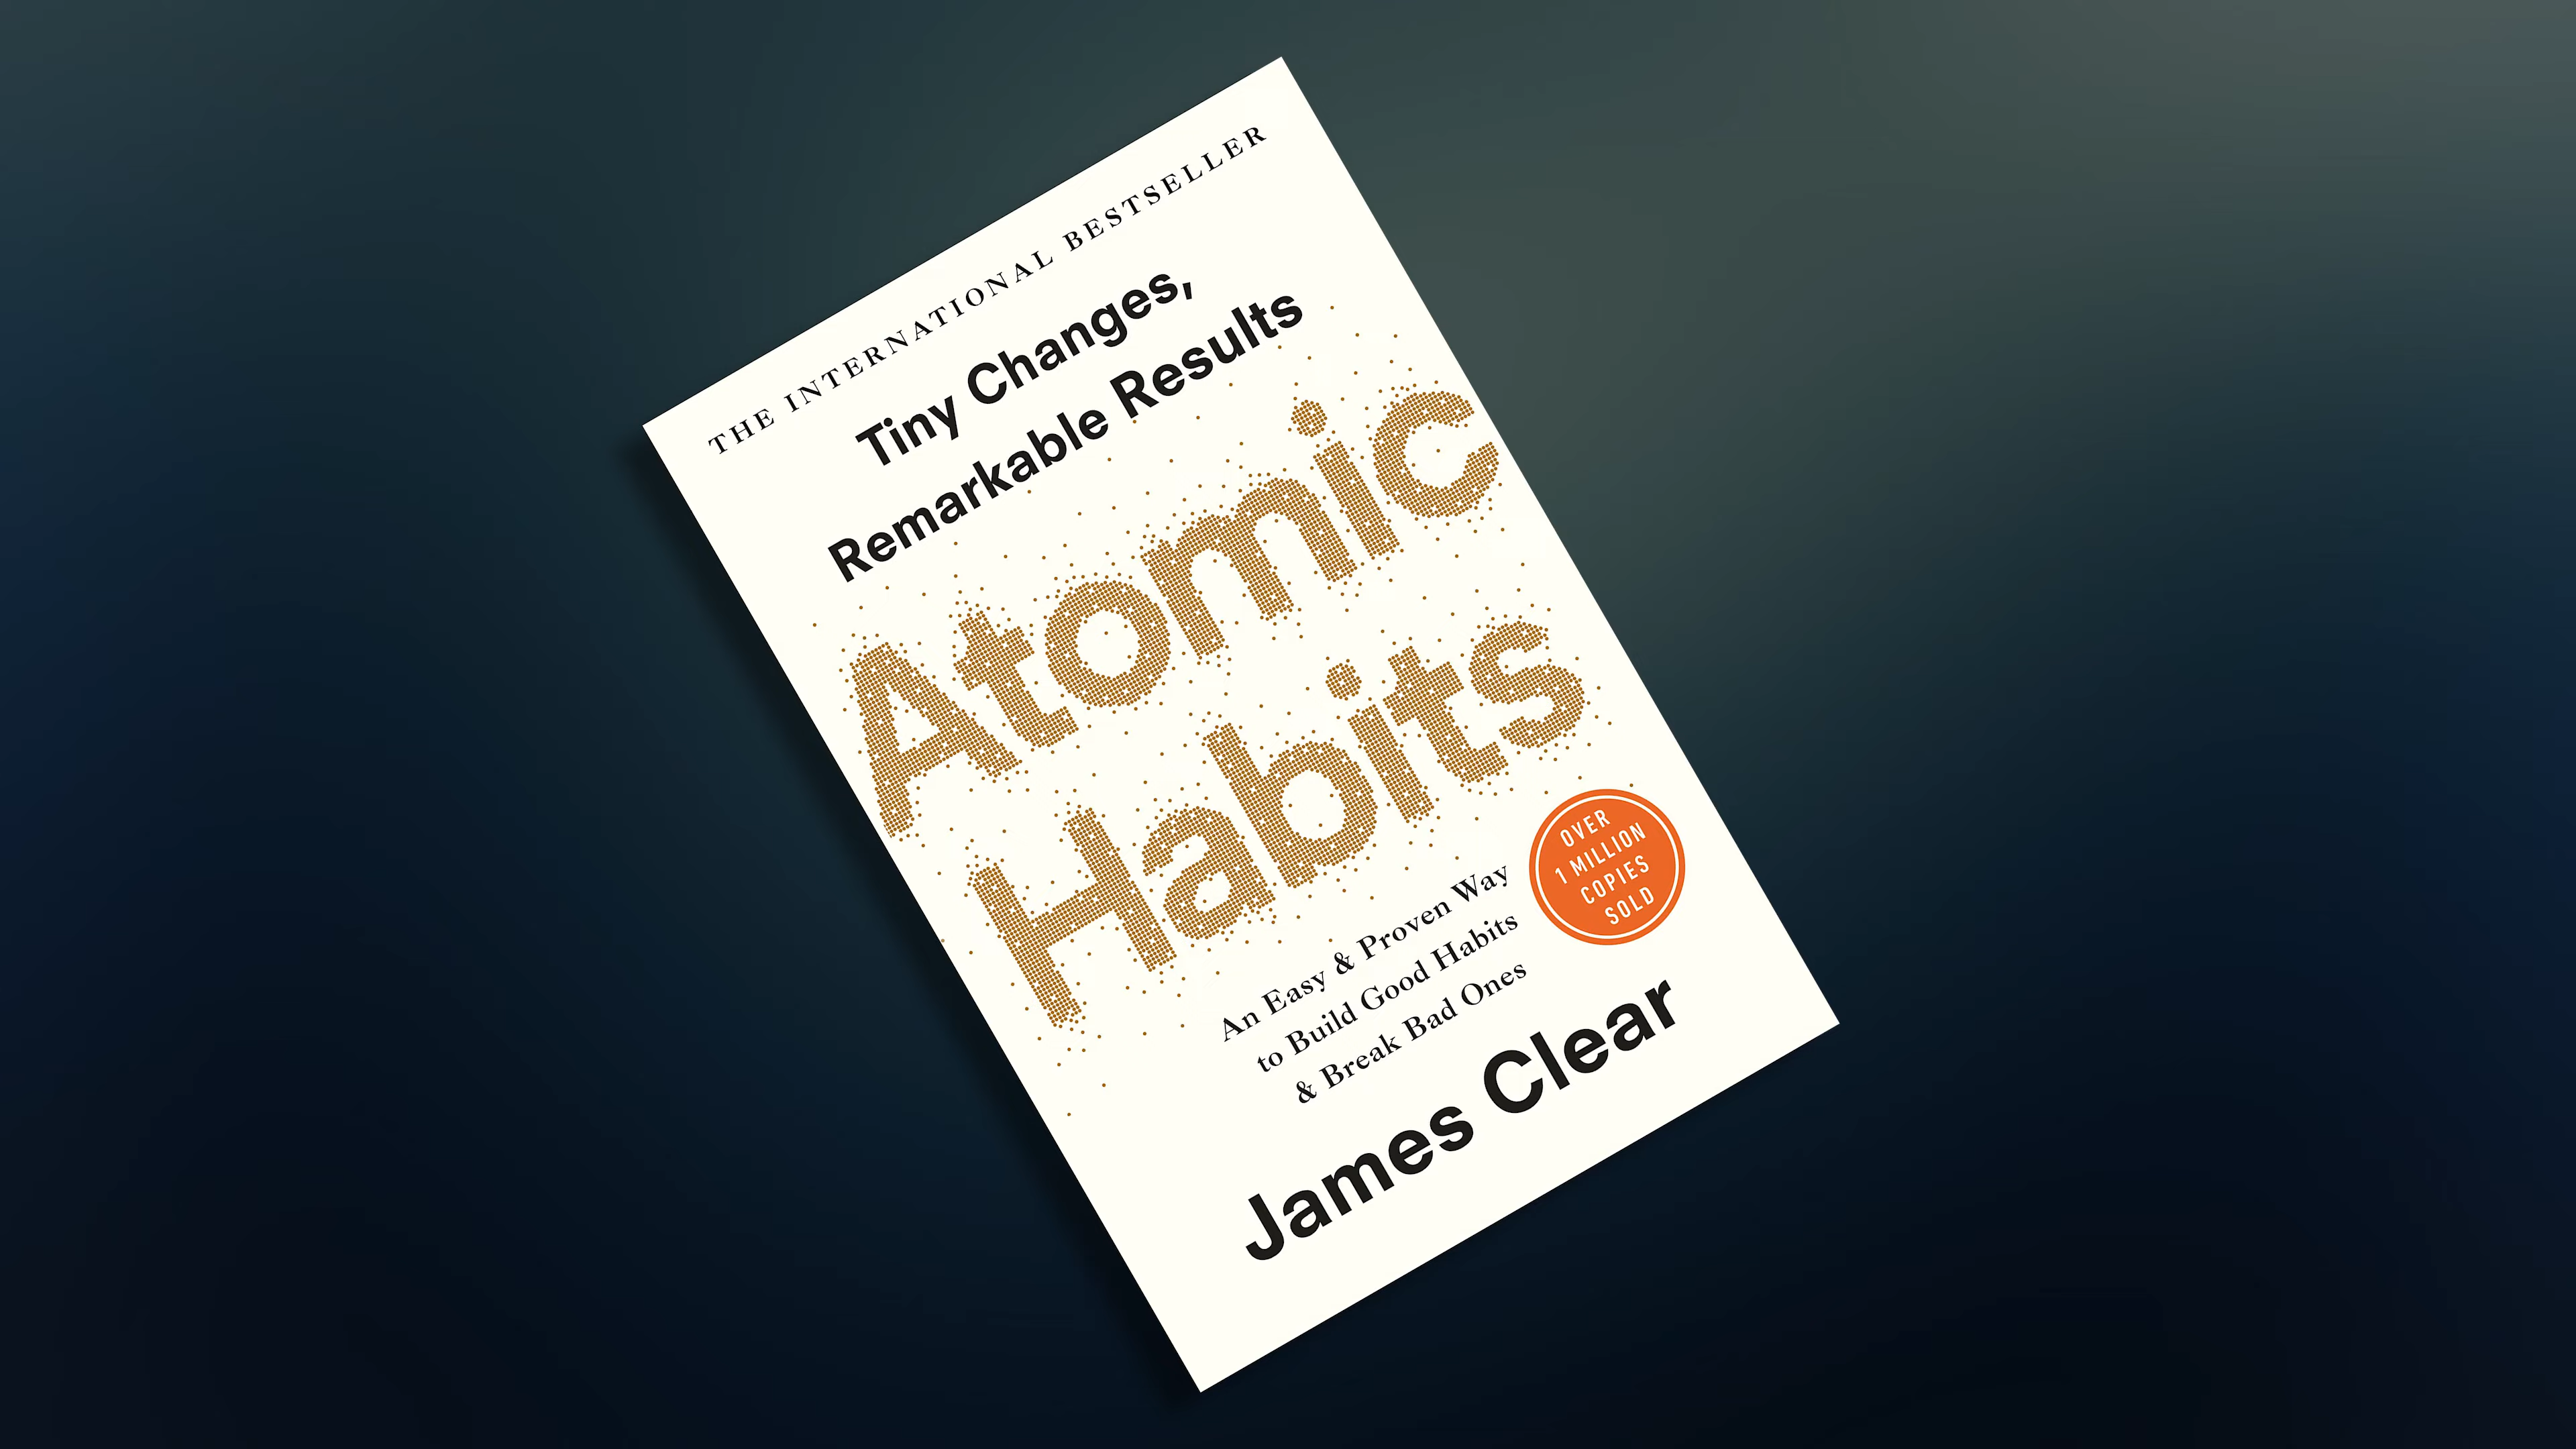 THE INTERNATIONAL BESTSELLER
Tiny Changes,
Remarkable Results
Atomic
Habits
An Easy & Proven Way
to Build Good Habits
& Break Bad Ones
OVER
1 MILLION
COPIES
SOLD
James Clear